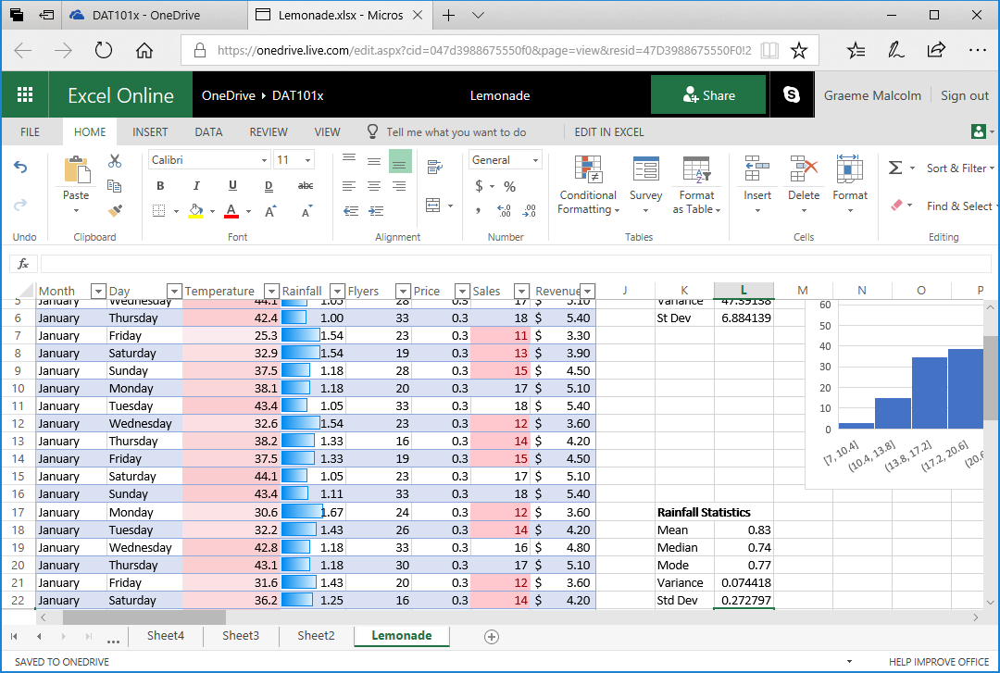 DAT101x - OneDrive
Lemonade.xlsx - Micros
https://onedrive.live.com/edit.aspx?cid=047d3988675550f0&page=view&resid=47D3988675550F0!2
Excel Online
OneDrive ▸ DAT101x
Lemonade
Share
Graeme Malcolm
Sign out
FILE HOME INSERT DATA REVIEW VIEW Tell me what you want to do EDIT IN EXCEL
Calibri 11 General
Paste
B I U D abc
$ %
Conditional Formatting
Survey
Format as Table
Insert Delete Format
Sort & Filter
Find & Select
Undo Clipboard Font Alignment Number Tables Cells Editing
fx
Month Day Temperature Rainfall Flyers Price Sales Revenue J K L M N O P
5 January Wednesday 44.1 1.05 28 0.3 17 $ 5.10 Variance 47.39138
6 January Thursday 42.4 1.00 33 0.3 18 $ 5.40 St Dev 6.884139
7 January Friday 25.3 1.54 23 0.3 11 $ 3.30
8 January Saturday 32.9 1.54 19 0.3 13 $ 3.90
9 January Sunday 37.5 1.18 28 0.3 15 $ 4.50
10 January Monday 38.1 1.18 20 0.3 17 $ 5.10
11 January Tuesday 43.4 1.05 33 0.3 18 $ 5.40
12 January Wednesday 32.6 1.54 23 0.3 12 $ 3.60
13 January Thursday 38.2 1.33 16 0.3 14 $ 4.20
14 January Friday 37.5 1.33 19 0.3 15 $ 4.50
15 January Saturday 44.1 1.05 23 0.3 17 $ 5.10
16 January Sunday 43.4 1.11 33 0.3 18 $ 5.40
17 January Monday 30.6 1.67 24 0.3 12 $ 3.60 Rainfall Statistics
18 January Tuesday 32.2 1.43 26 0.3 14 $ 4.20 Mean 0.83
19 January Wednesday 42.8 1.18 33 0.3 16 $ 4.80 Median 0.74
20 January Thursday 43.1 1.18 30 0.3 17 $ 5.10 Mode 0.77
21 January Friday 31.6 1.43 20 0.3 12 $ 3.60 Variance 0.074418
22 January Saturday 36.2 1.25 16 0.3 14 $ 4.20 Std Dev 0.272797
60
50
40
30
20
10
0
[7, 10.4] (10.4, 13.8] (13.8, 17.2] (17.2, 20.6] (20.6
... Sheet4 Sheet3 Sheet2 Lemonade
SAVED TO ONEDRIVE
HELP IMPROVE OFFICE